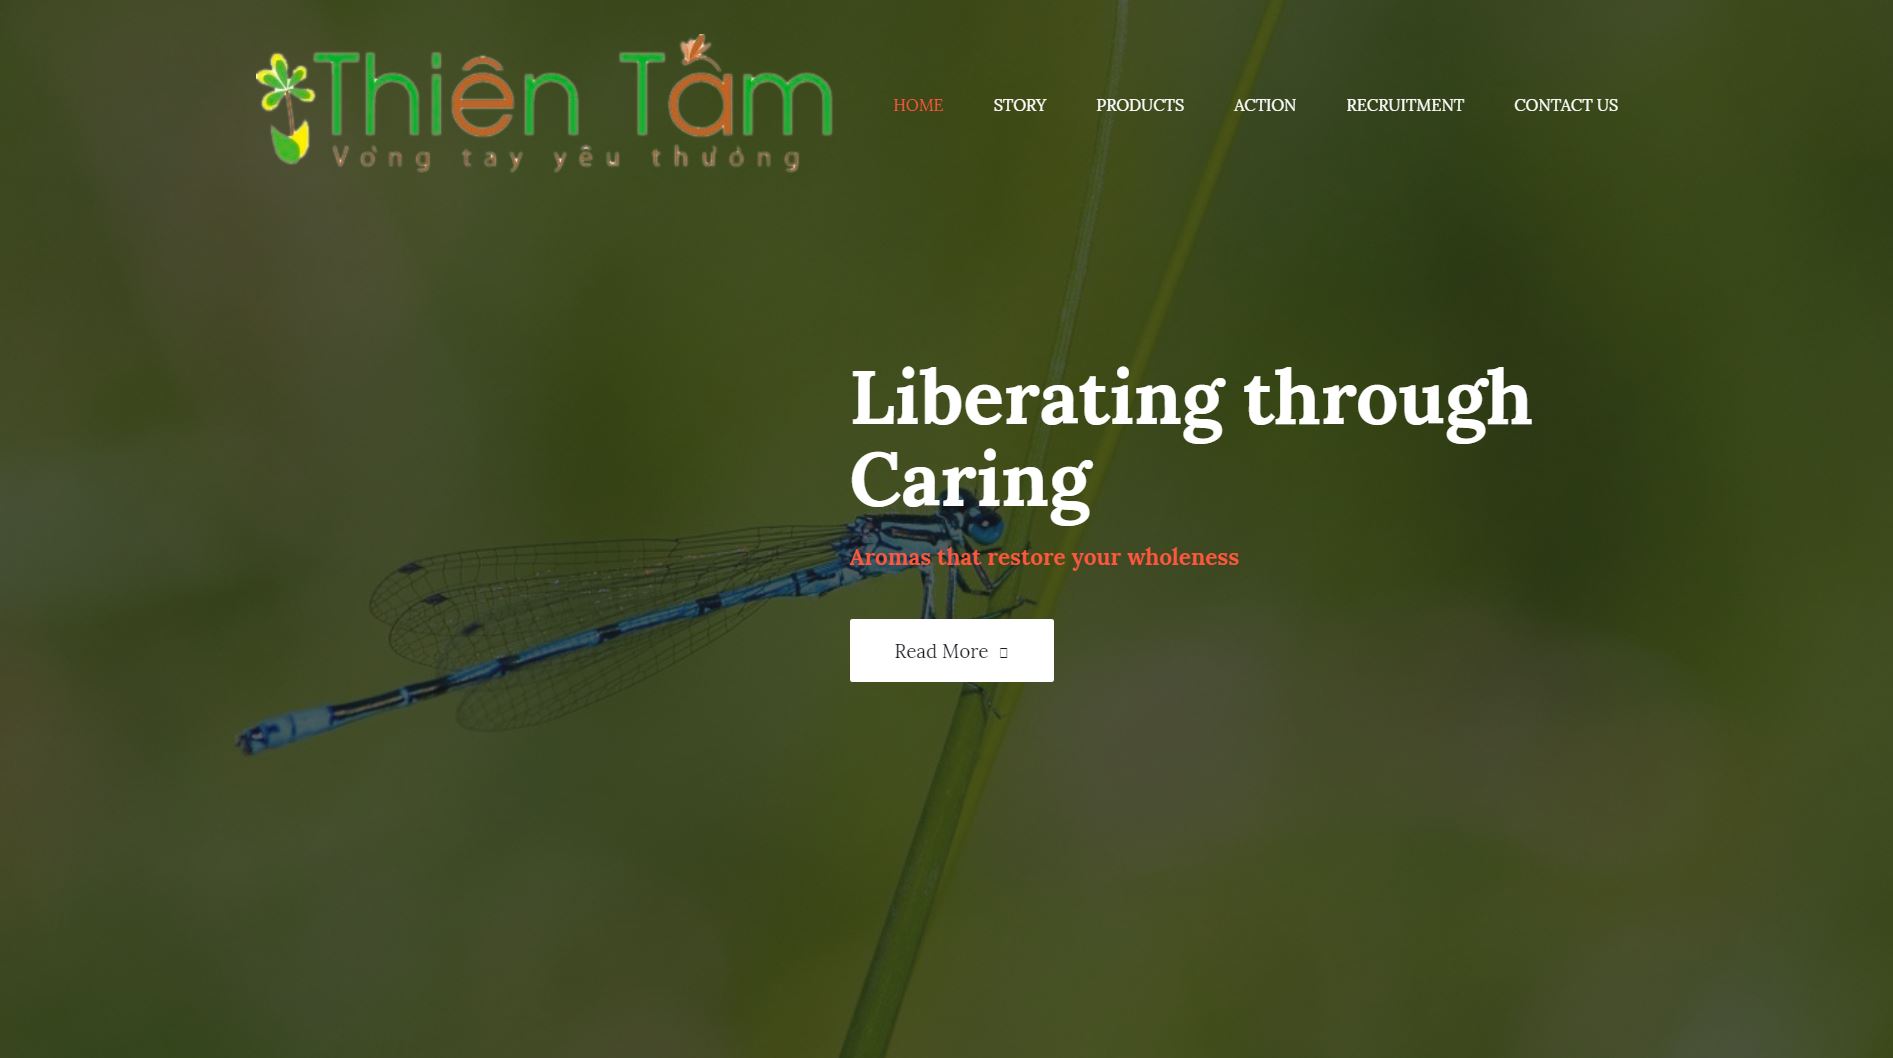 Thiên Tâm
Vòng tay yêu thương
HOME
STORY
PRODUCTS
ACTION
RECRUITMENT
CONTACT US
Liberating through
Caring
Aromas that restore your wholeness
Read More